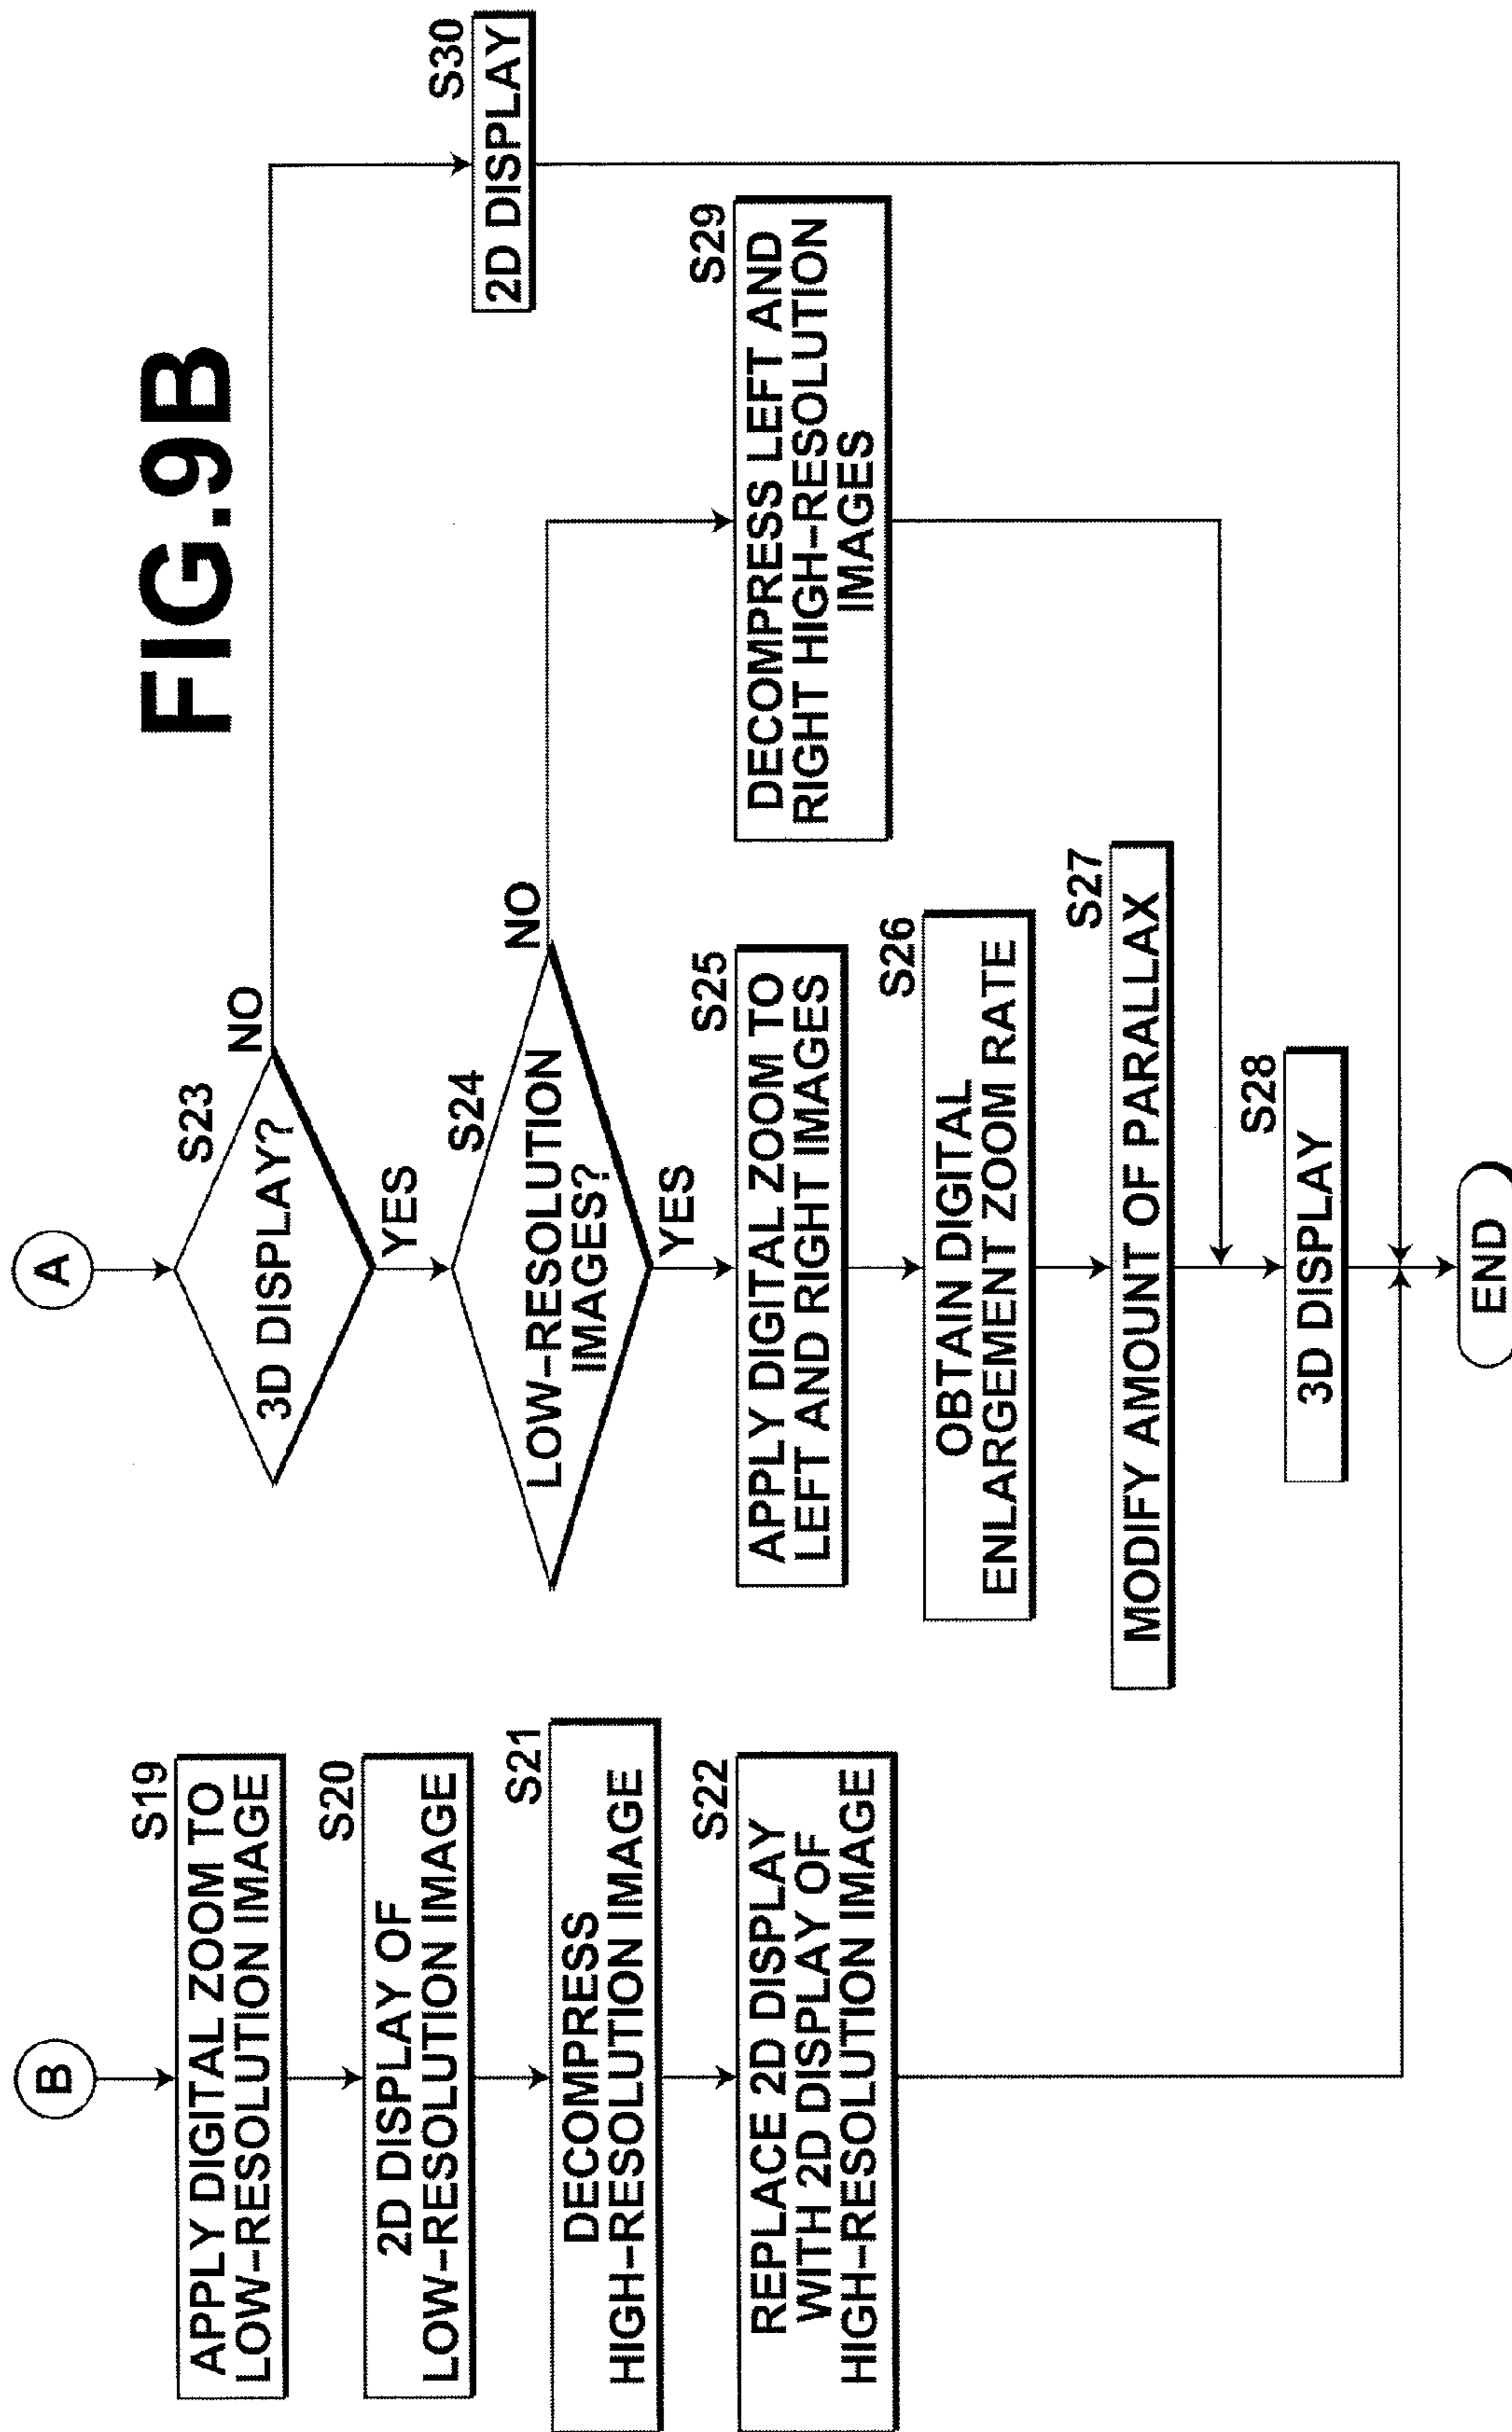 FIG.9B
B
S19
APPLY DIGITAL ZOOM TO
LOW-RESOLUTION IMAGE
S20
2D DISPLAY OF
LOW-RESOLUTION IMAGE
S21
DECOMPRESS
HIGH-RESOLUTION IMAGE
S22
REPLACE 2D DISPLAY
WITH 2D DISPLAY OF
HIGH-RESOLUTION IMAGE
A
S23
3D DISPLAY?
NO
YES
S24
LOW-RESOLUTION
IMAGES?
NO
YES
S25
APPLY DIGITAL ZOOM TO
LEFT AND RIGHT IMAGES
S26
OBTAIN DIGITAL
ENLARGEMENT ZOOM RATE
S27
MODIFY AMOUNT OF PARALLAX
S28
3D DISPLAY
END
S29
DECOMPRESS LEFT AND
RIGHT HIGH-RESOLUTION
IMAGES
S30
2D DISPLAY